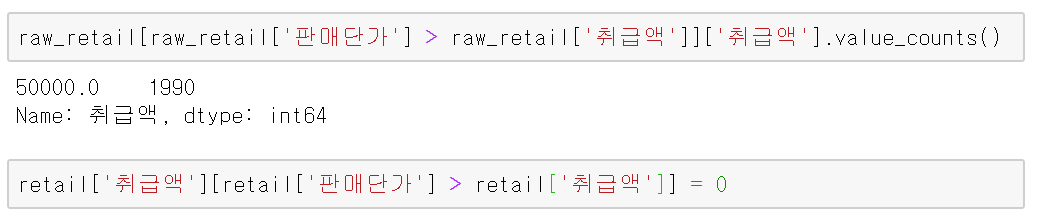 raw_retail[raw_retail['판매단가'] > raw_retail['취급액']]['취급액'].value_counts()
50000.0    1990
Name: 취급액, dtype: int64
retail['취급액'][retail['판매단가'] > retail['취급액']] = 0